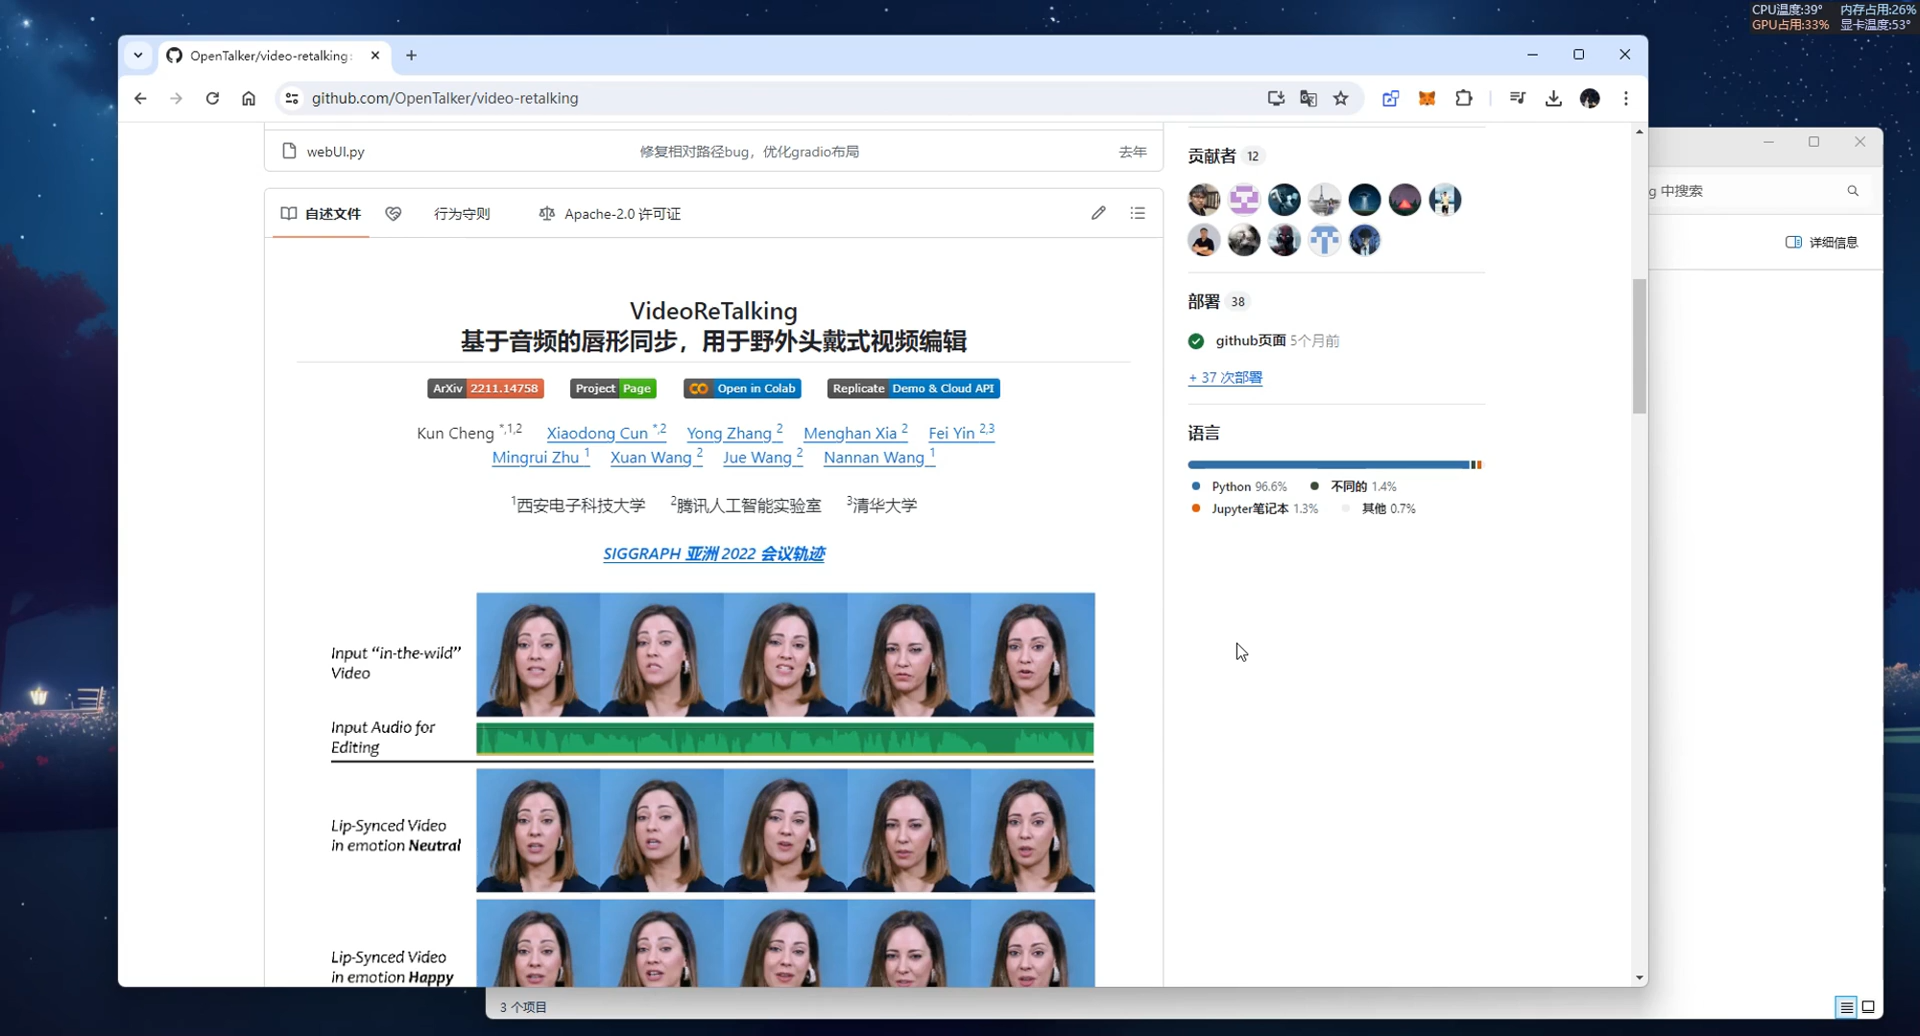 CPU温度:39° 内存占用:26%
GPU占用:33% 显卡温度:53°
OpenTalker/video-retalking:
github.com/OpenTalker/video-retalking
webUI.py 修复相对路径bug，优化gradio布局 去年
自述文件 行为守则 Apache-2.0 许可证
VideoReTalking
基于音频的唇形同步，用于野外头戴式视频编辑
ArXiv 2211.14758 Project Page Open in Colab Replicate Demo & Cloud API
Kun Cheng *,1,2 Xiaodong Cun *,2 Yong Zhang 2 Menghan Xia 2 Fei Yin 2,3
Mingrui Zhu 1 Xuan Wang 2 Jue Wang 2 Nannan Wang 1
1西安电子科技大学 2腾讯人工智能实验室 3清华大学
SIGGRAPH 亚洲 2022 会议轨迹
Input “in-the-wild”
Video
Input Audio for
Editing
Lip-Synced Video
in emotion Neutral
Lip-Synced Video
in emotion Happy
贡献者 12
部署 38
github页面 5个月前
+ 37 次部署
语言
Python 96.6% 不同的 1.4%
Jupyter笔记本 1.3% 其他 0.7%
g 中搜索
详细信息
3 个项目